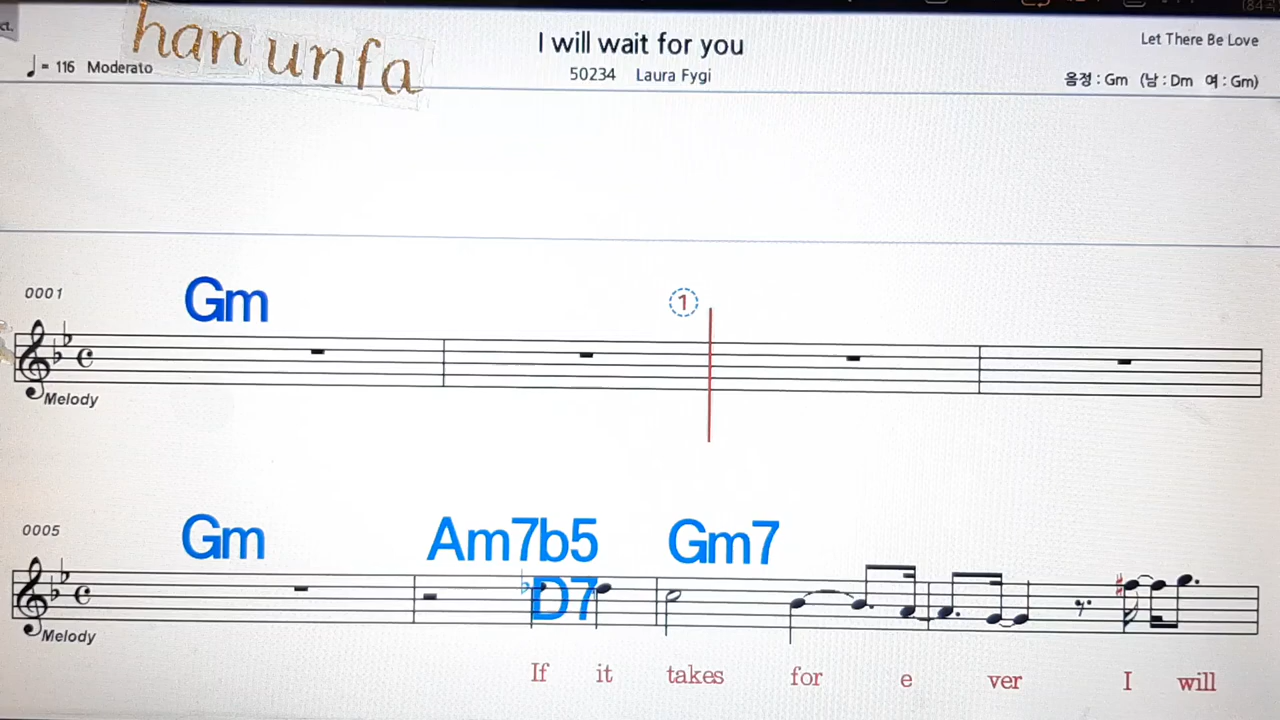 han unfa
I will wait for you
Let There Be Love
♩ = 116 Moderato
50234 Laura Fygi
음정 : Gm (남 : Dm 여 : Gm)
0001
Gm
1
Melody
0005
Gm Am7b5 Gm7
D7
Melody
If it takes for e ver I will